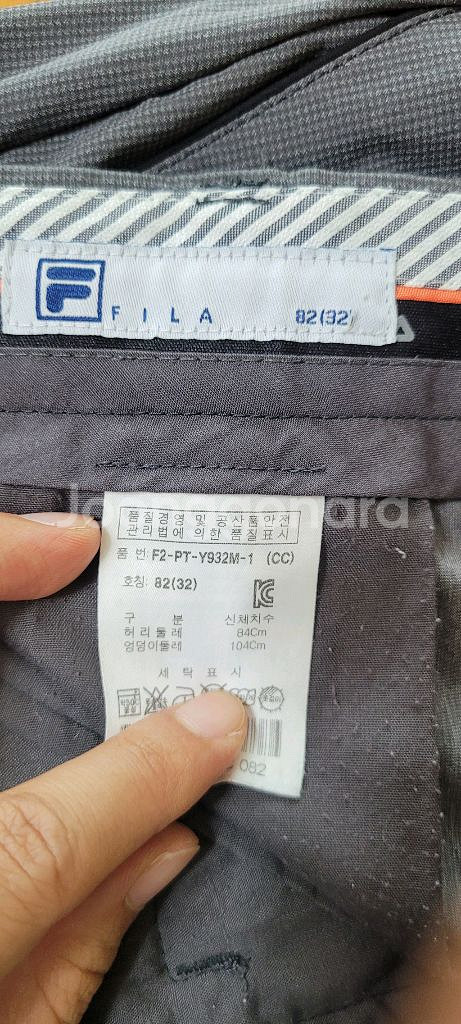 FILA 82(32)
품질경영 및 공산품안전
관리법에 의한 품질표시
품 번: F2-PT-Y932M-1 (CC)
호칭: 82(32)
구 분 신체치수
허리둘레 84Cm
엉덩이둘레 104Cm
세탁표시
082